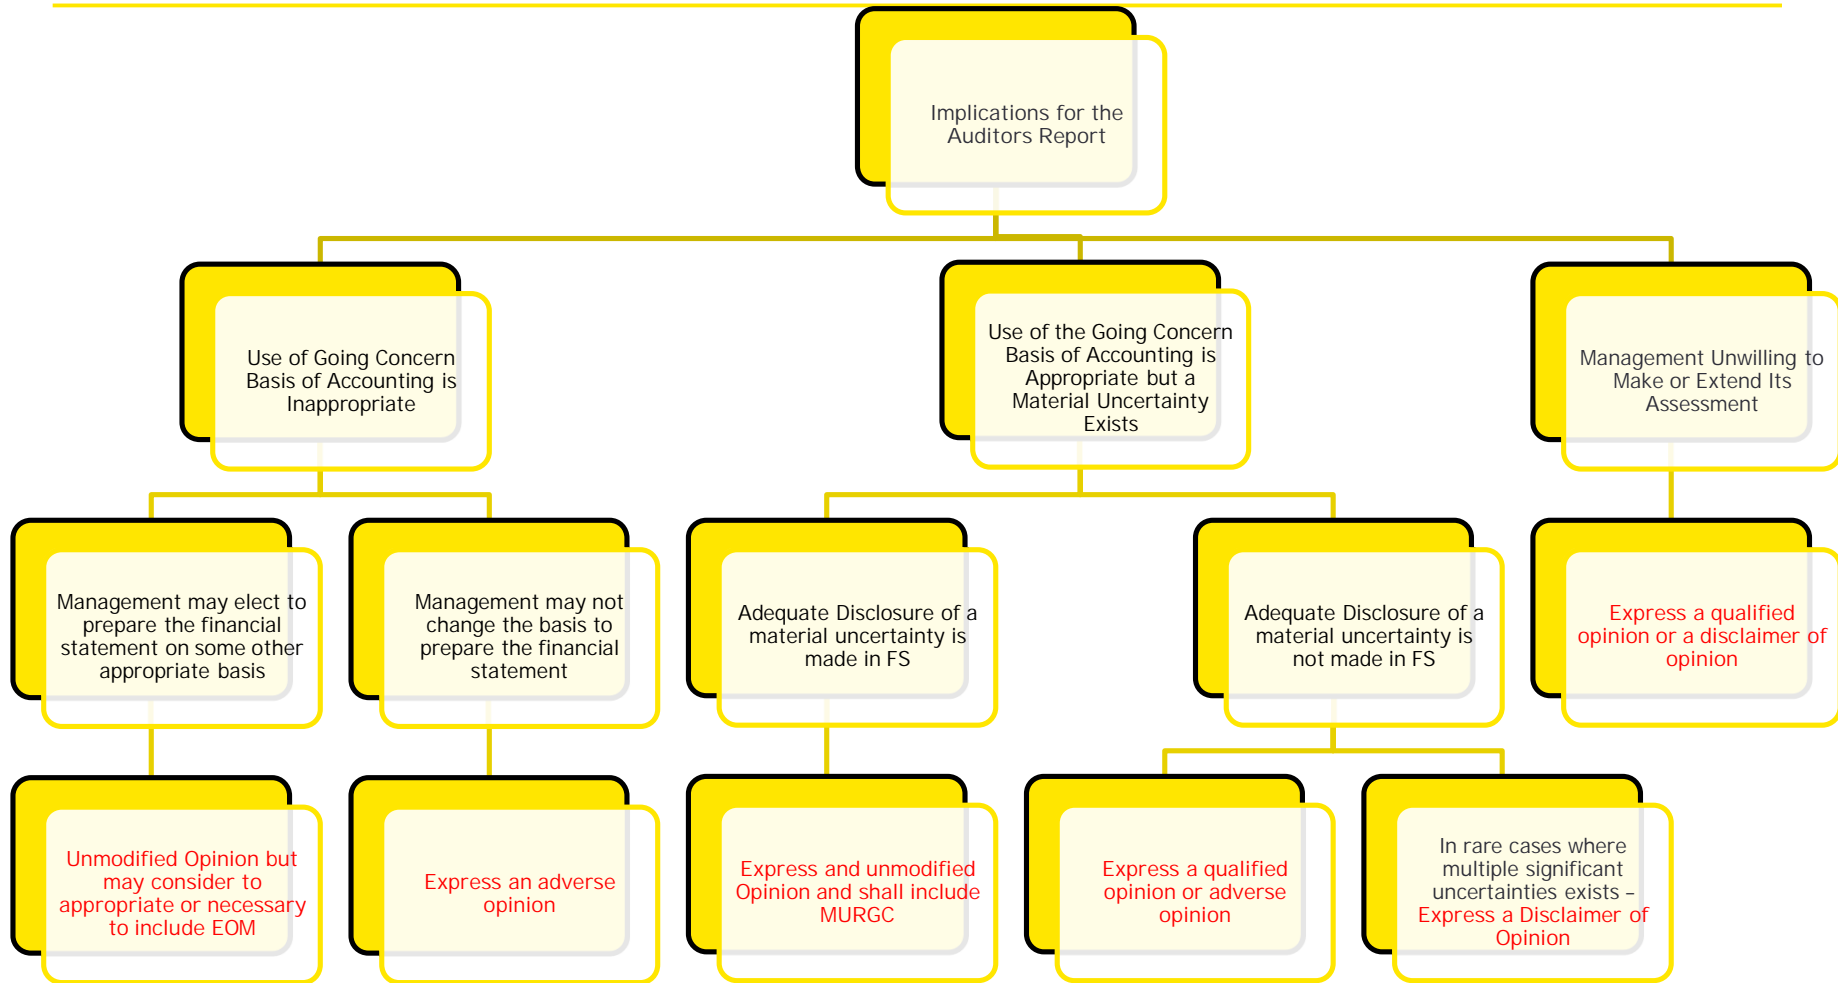 Implications for the
Auditors Report
Use of Going Concern
Basis of Accounting is
Inappropriate
Use of the Going Concern
Basis of Accounting is
Appropriate but a
Material Uncertainty
Exists
Management Unwilling to
Make or Extend Its
Assessment
Management may elect to
prepare the financial
statement on some other
appropriate basis
Management may not
change the basis to
prepare the financial
statement
Adequate Disclosure of a
material uncertainty is
made in FS
Adequate Disclosure of a
material uncertainty is
not made in FS
Express a qualified
opinion or a disclaimer of
opinion
Unmodified Opinion but
may consider to
appropriate or necessary
to include EOM
Express an adverse
opinion
Express and unmodified
Opinion and shall include
MURGC
Express a qualified
opinion or adverse
opinion
In rare cases where
multiple significant
uncertainties exists –
Express a Disclaimer of
Opinion